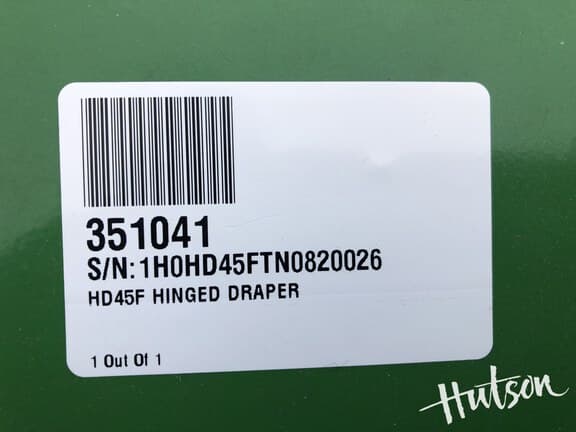 351041
S/N:1H0HD45FTN0820026
HD45F HINGED DRAPER
1 Out Of 1
Hutson